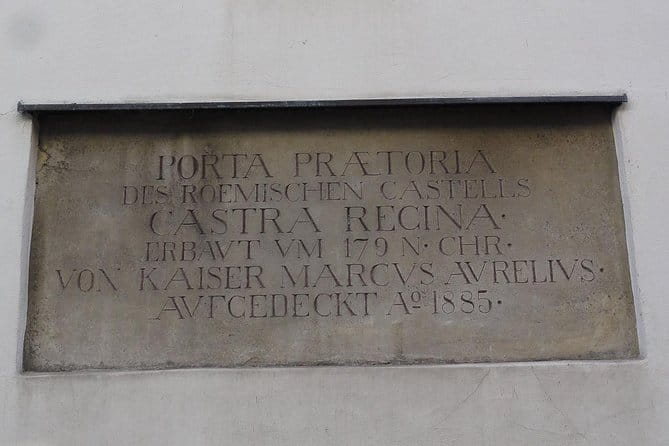 PORTA PRÆTORIA
DES ROEMISCHEN CASTELLS
CASTRA REGINA·
ERBAVT VM 179 N· CHR·
VON KAISER MARCVS AVRELIVS·
AVFGEDECKT Aº· 1885·